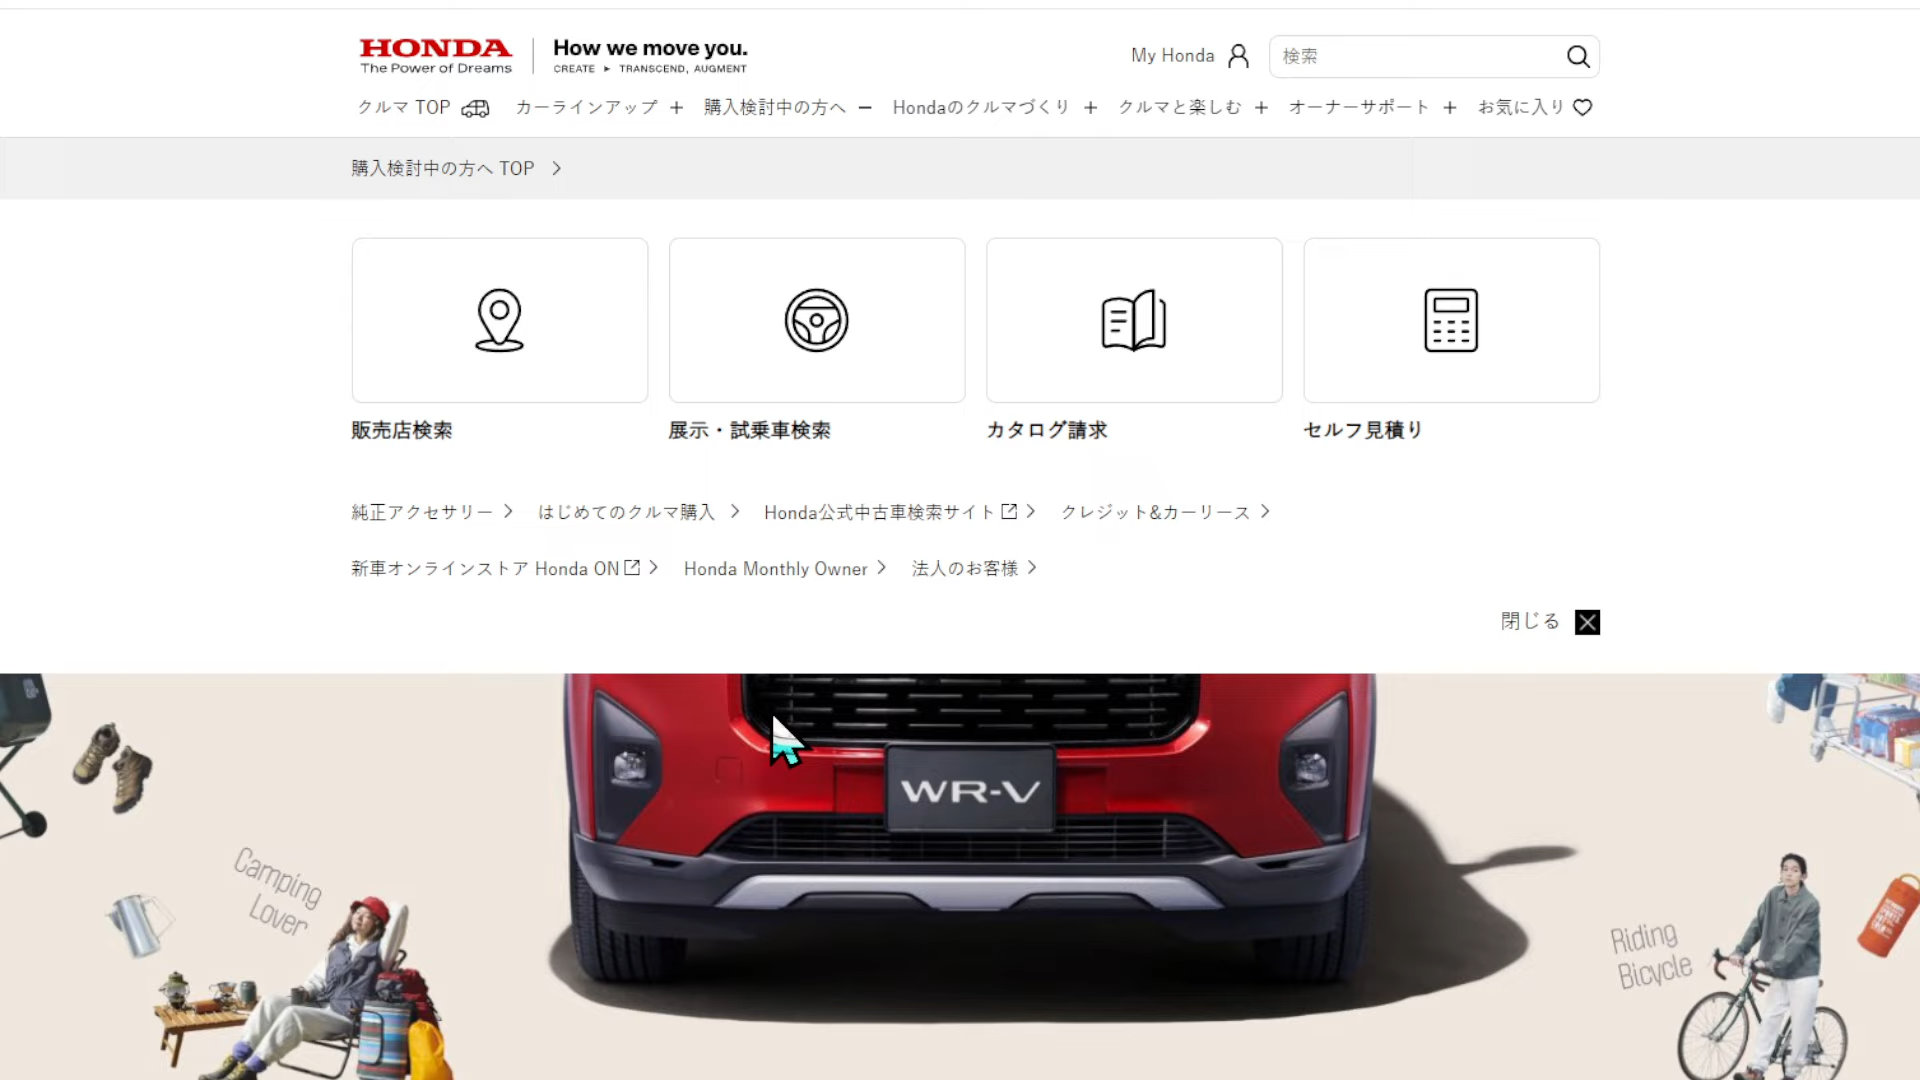 HONDA
The Power of Dreams
How we move you.
CREATE ► TRANSCEND, AUGMENT
My Honda
検索
クルマ TOP
カーラインアップ +
購入検討中の方へ −
Hondaのクルマづくり +
クルマと楽しむ +
オーナーサポート +
お気に入り
購入検討中の方へ TOP >
販売店検索
展示・試乗車検索
カタログ請求
セルフ見積り
純正アクセサリー >
はじめてのクルマ購入 >
Honda公式中古車検索サイト >
クレジット&カーリース >
新車オンラインストア Honda ON >
Honda Monthly Owner >
法人のお客様 >
閉じる
WR-V
Camping
Lover
Riding
Bicycle